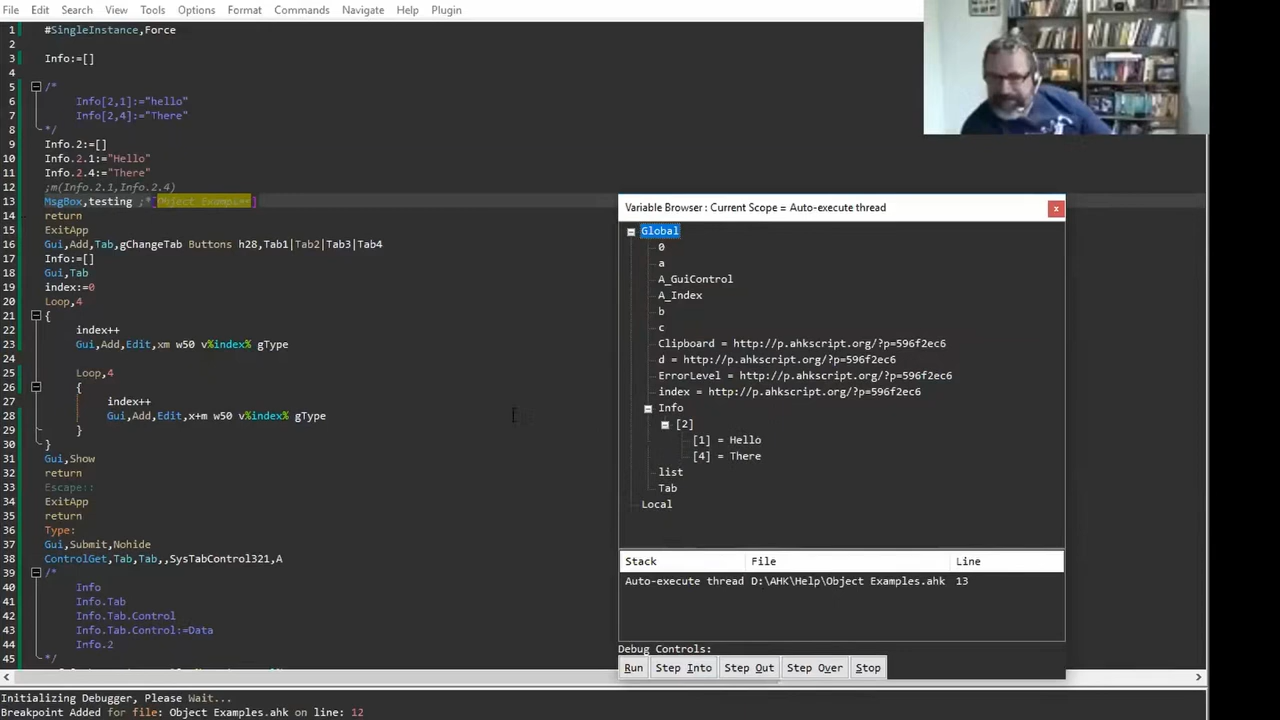 File Edit Search View Tools Options Format Commands Navigate Help Plugin
1 #SingleInstance,Force
2
3 Info:=[]
4
5 /*
6 Info[2,1]:="hello"
7 Info[2,4]:="There"
8 */
9 Info.2:=[]
10 Info.2.1:="Hello"
11 Info.2.4:="There"
12 ;m(Info.2.1,Info.2.4)
13 MsgBox,testing ;*[Object Examples]
14 return
15 ExitApp
16 Gui,Add,Tab,gChangeTab Buttons h28,Tab1|Tab2|Tab3|Tab4
17 Info:=[]
18 Gui,Tab
19 index:=0
20 Loop,4
21 {
22 index++
23 Gui,Add,Edit,xm w50 v%index% gType
24
25 Loop,4
26 {
27 index++
28 Gui,Add,Edit,x+m w50 v%index% gType
29 }
30 }
31 Gui,Show
32 return
33 Escape::
34 ExitApp
35 return
36 Type:
37 Gui,Submit,Nohide
38 ControlGet,Tab,Tab,,SysTabControl321,A
39 /*
40 Info
41 Info.Tab
42 Info.Tab.Control
43 Info.Tab.Control:=Data
44 Info.2
45 */
Variable Browser : Current Scope = Auto-execute thread
x
Global
0
a
A_GuiControl
A_Index
b
c
Clipboard = http://p.ahkscript.org/?p=596f2ec6
d = http://p.ahkscript.org/?p=596f2ec6
ErrorLevel = http://p.ahkscript.org/?p=596f2ec6
index = http://p.ahkscript.org/?p=596f2ec6
Info
[2]
[1] = Hello
[4] = There
list
Tab
Local
Stack File Line
Auto-execute thread D:\AHK\Help\Object Examples.ahk 13
Debug Controls:
Run Step Into Step Out Step Over Stop
Initializing Debugger, Please Wait...
Breakpoint Added for file: Object Examples.ahk on line: 12